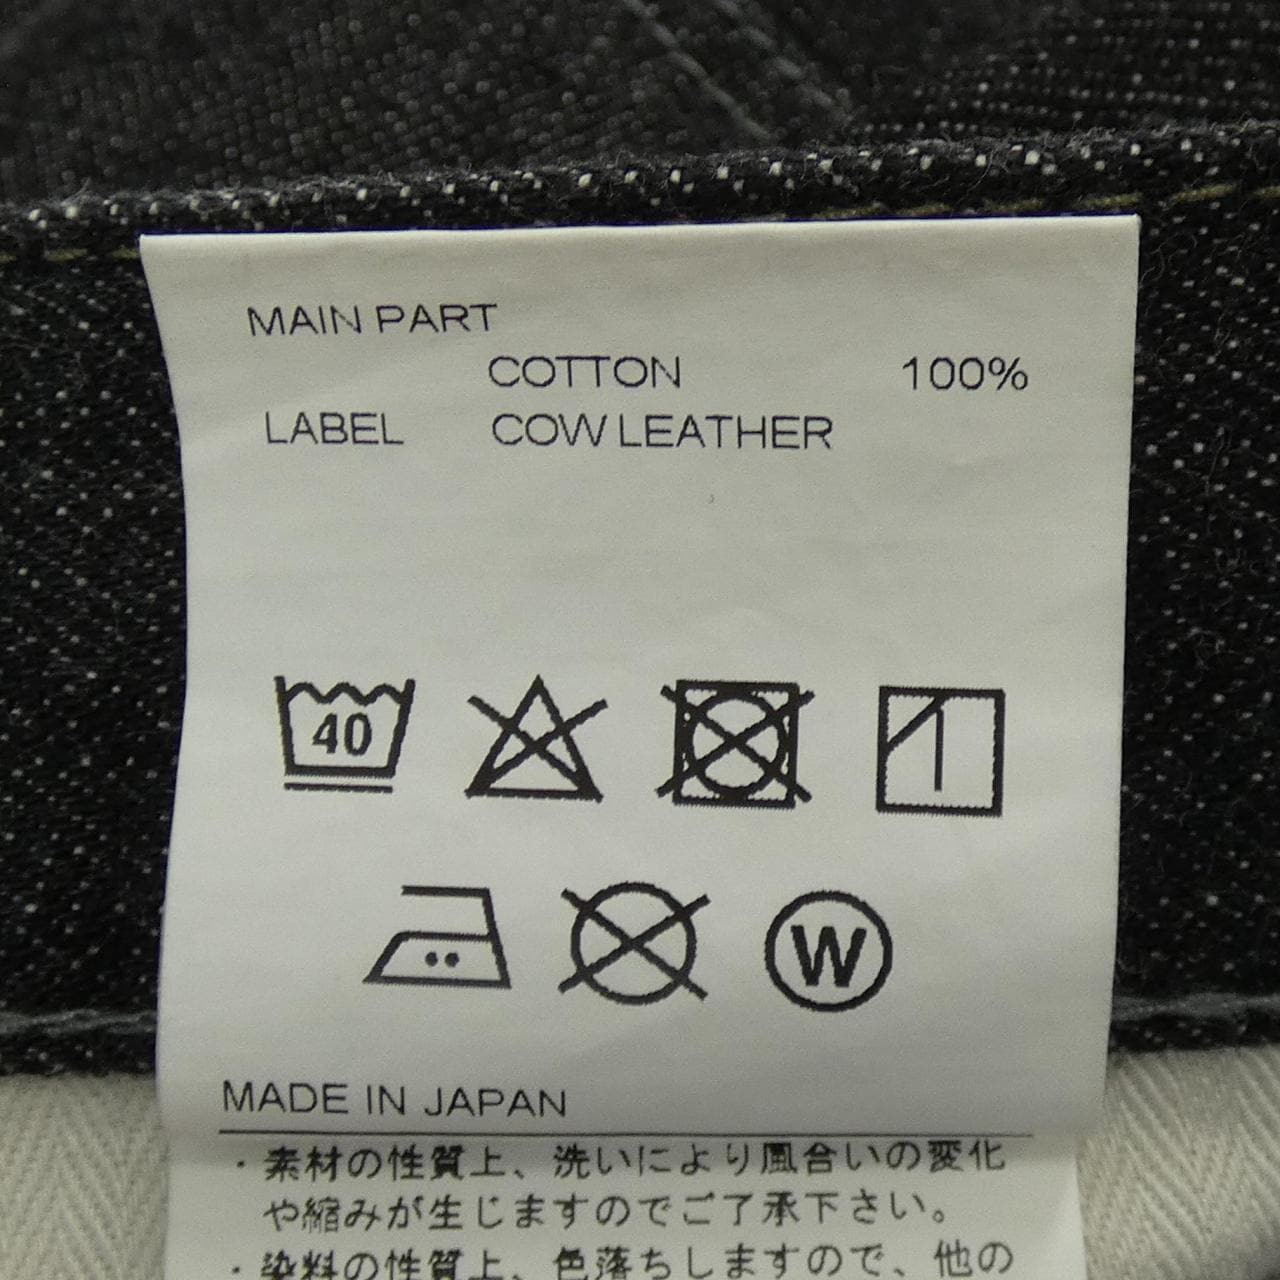 MAIN PART
COTTON 100%
LABEL COW LEATHER
40
W
MADE IN JAPAN
・素材の性質上、洗いにより風合いの変化
や縮みが生じますのでご了承下さい。
・染料の性質上、色落ちしますので、他の